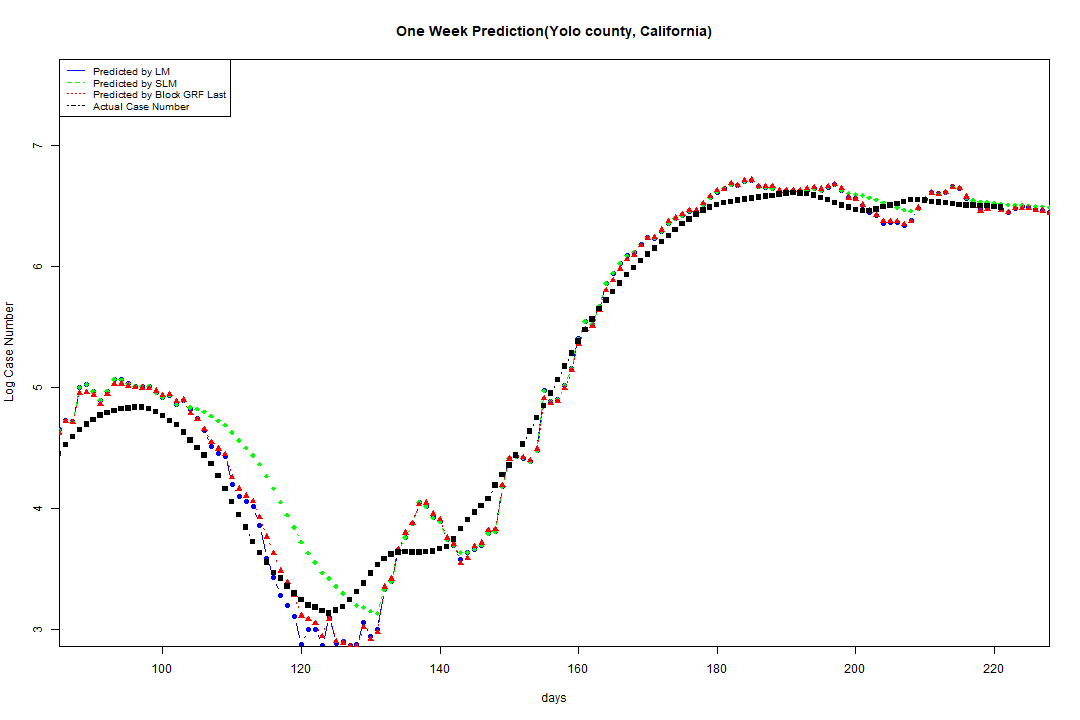 One Week Prediction(Yolo county, California)
Predicted by LM
Predicted by SLM
Predicted by Block GRF Last
Actual Case Number
7
6
5
4
3
Log Case Number
100 120 140 160 180 200 220
days